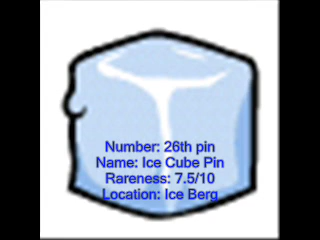 Number: 26th pin
Name: Ice Cube Pin
Rareness: 7.5/10
Location: Ice Berg